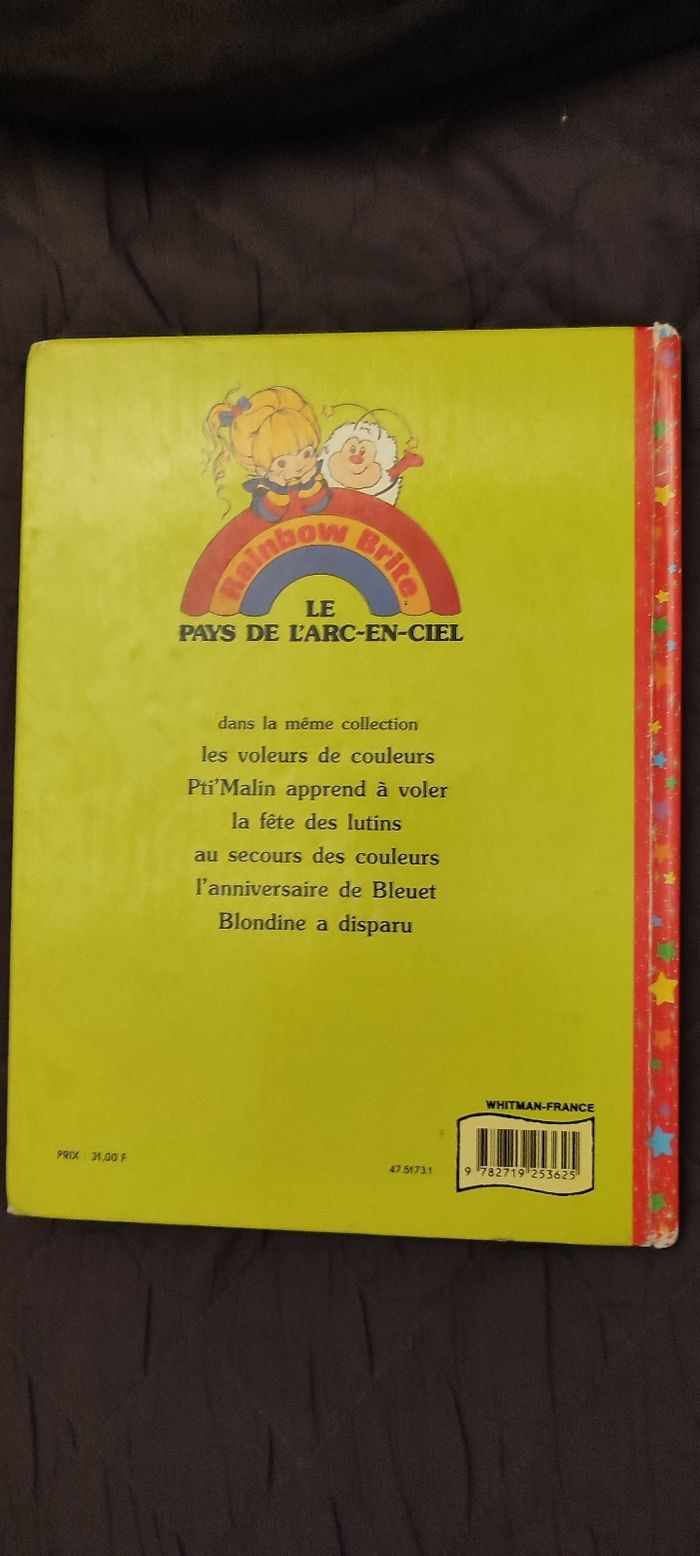 Rainbow Brite
LE
PAYS DE L'ARC-EN-CIEL
dans la même collection
les voleurs de couleurs
Pti'Malin apprend à voler
la fête des lutins
au secours des couleurs
l'anniversaire de Bleuet
Blondine a disparu
WHITMAN-FRANCE
PRIX : 31,00 F
47.5173.1
9 782719 253625